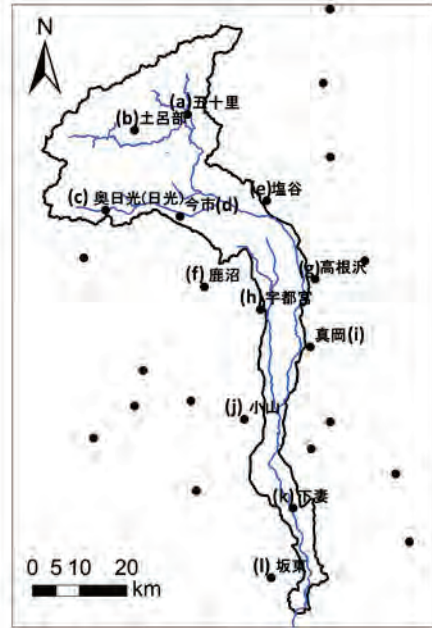 N
(a)五十里
(b)土呂部
(c) 奥日光(日光)
今市(d)
(e)塩谷
(f)鹿沼
(g)高根沢
(h)宇都宮
真岡(i)
(j)小山
(k)下妻
(l) 坂東
0 5 10 20
km